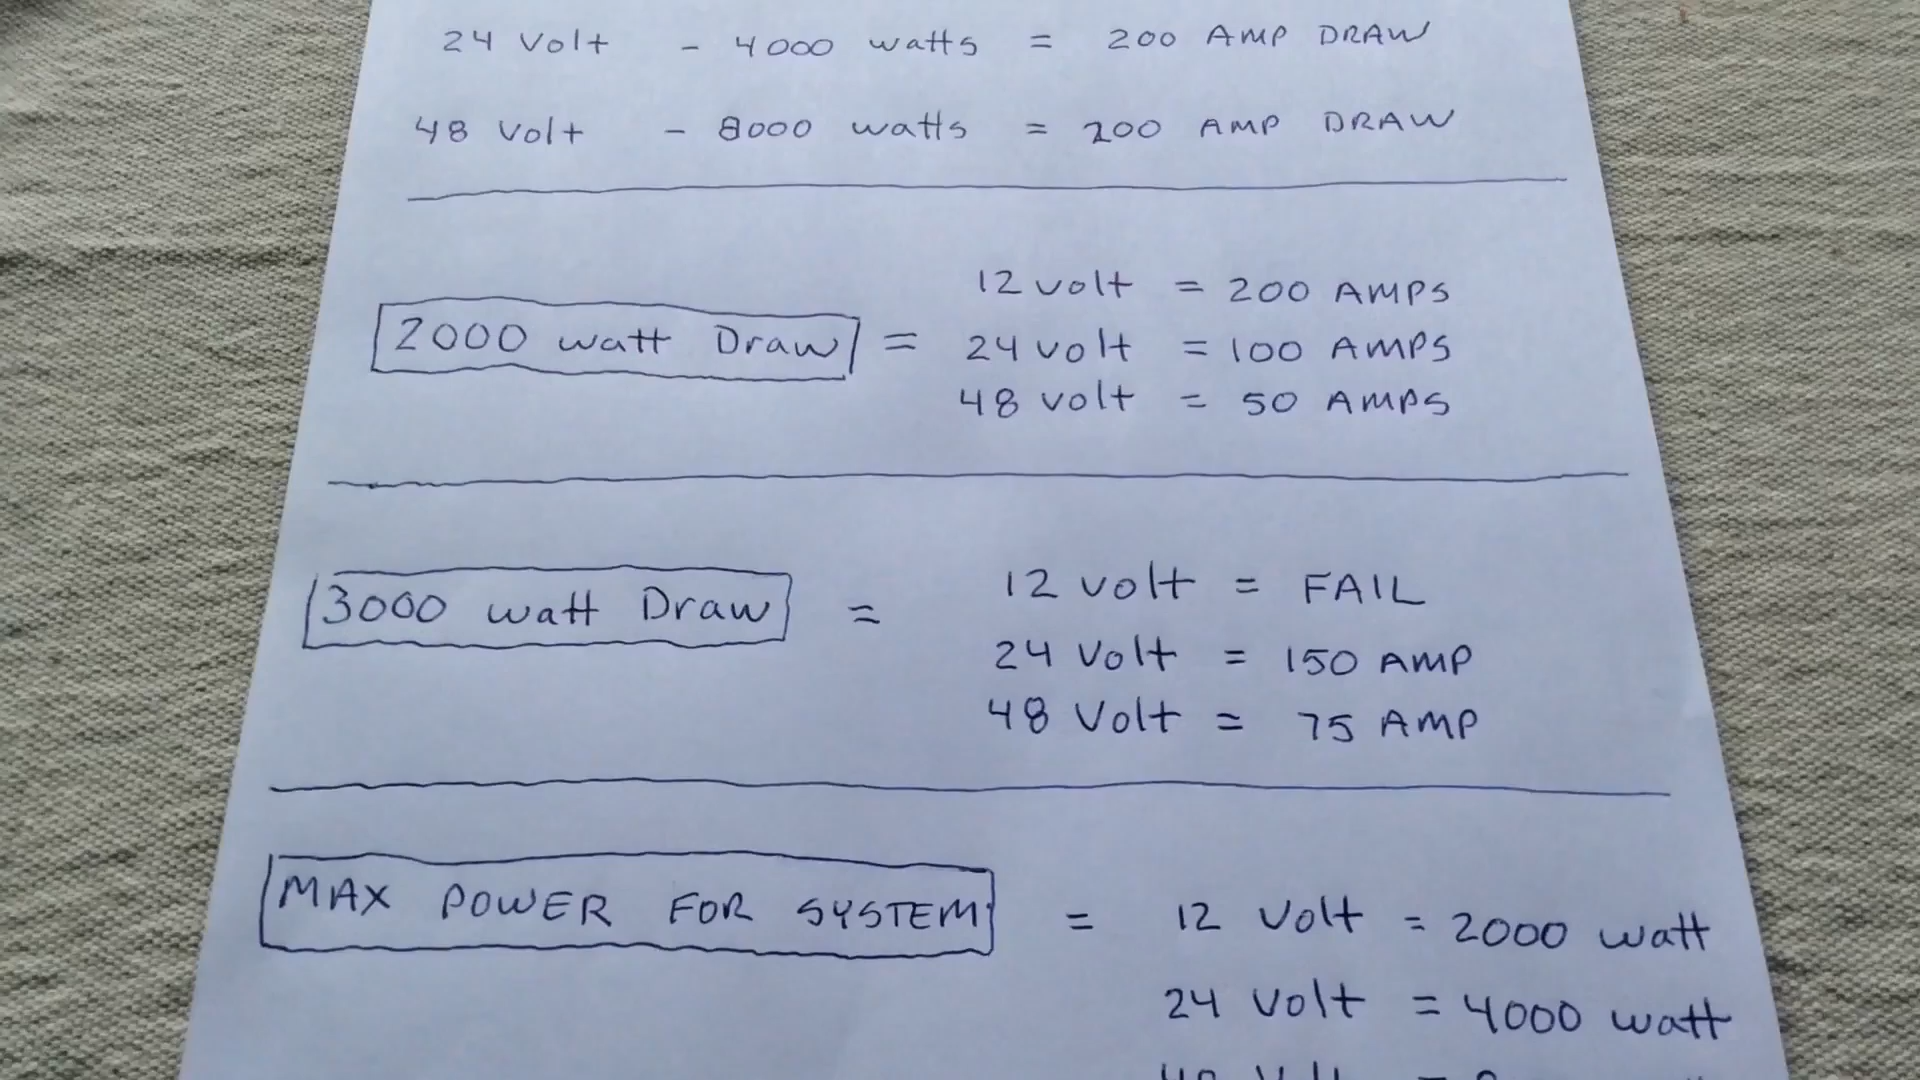 24 Volt - 4000 watts = 200 AMP DRAW
48 Volt - 8000 watts = 200 AMP DRAW
12 volt = 200 AMPS
2000 watt Draw = 24 volt = 100 AMPS
48 volt = 50 AMPS
12 volt = FAIL
3000 watt Draw = 24 Volt = 150 AMP
48 Volt = 75 AMP
MAX POWER FOR SYSTEM = 12 Volt = 2000 watt
24 Volt = 4000 watt